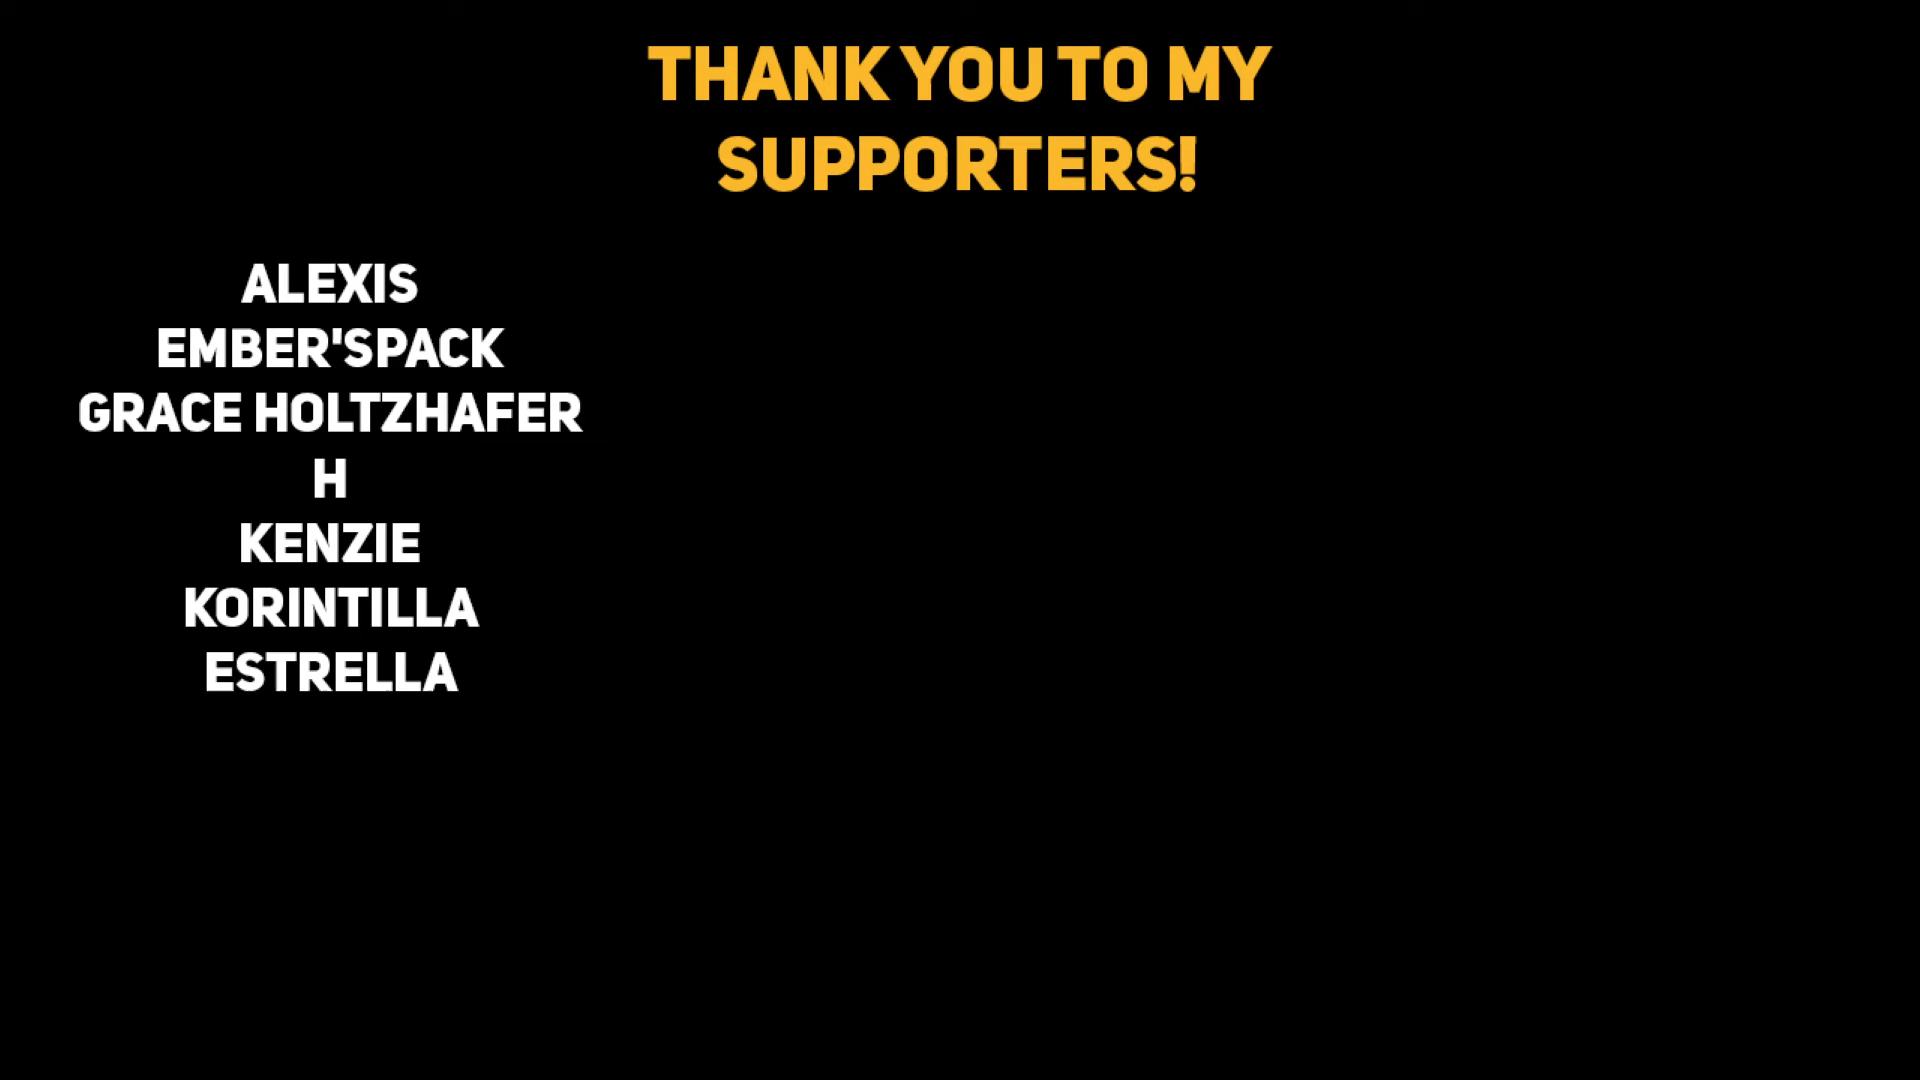 THANK YOU TO MY
SUPPORTERS!
ALEXIS
EMBER'SPACK
GRACE HOLTZHAFER
H
KENZIE
KORINTILLA
ESTRELLA